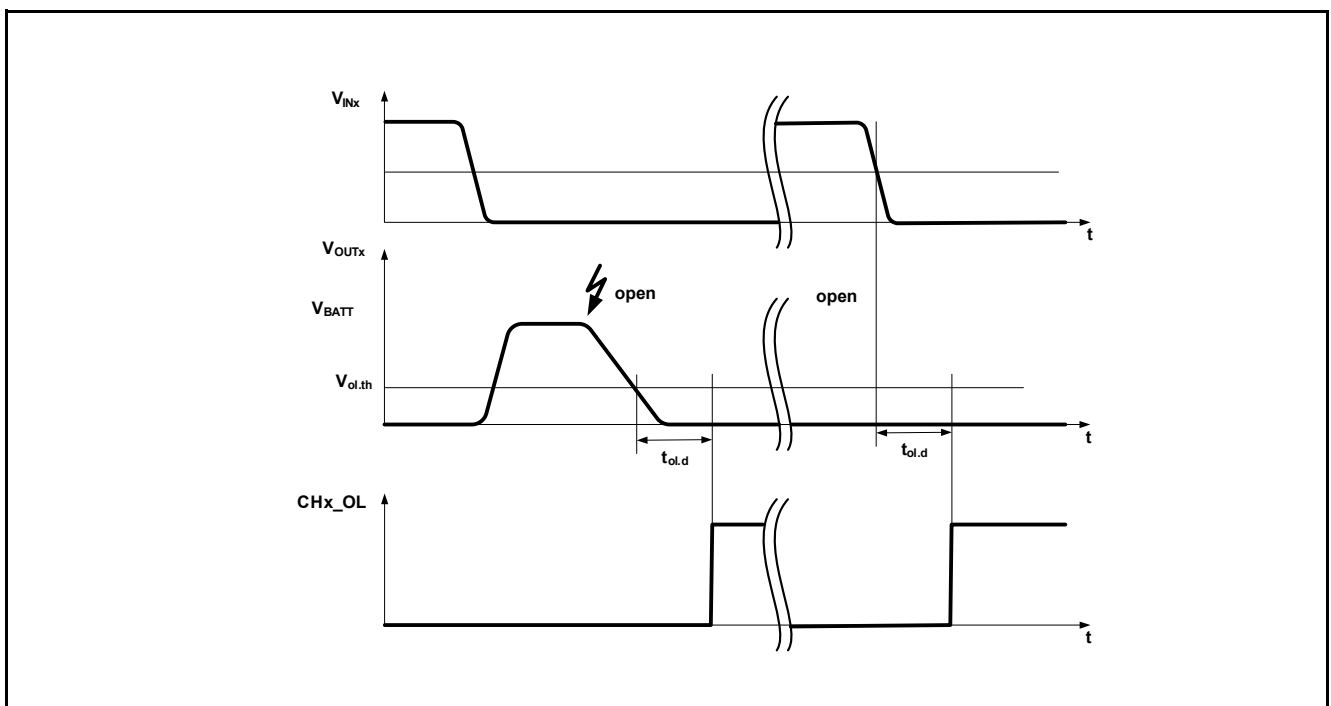 VINx
t
VOUTx
open
open
VBATT
Vol.th
t
tol.d
tol.d
CHx_OL
t